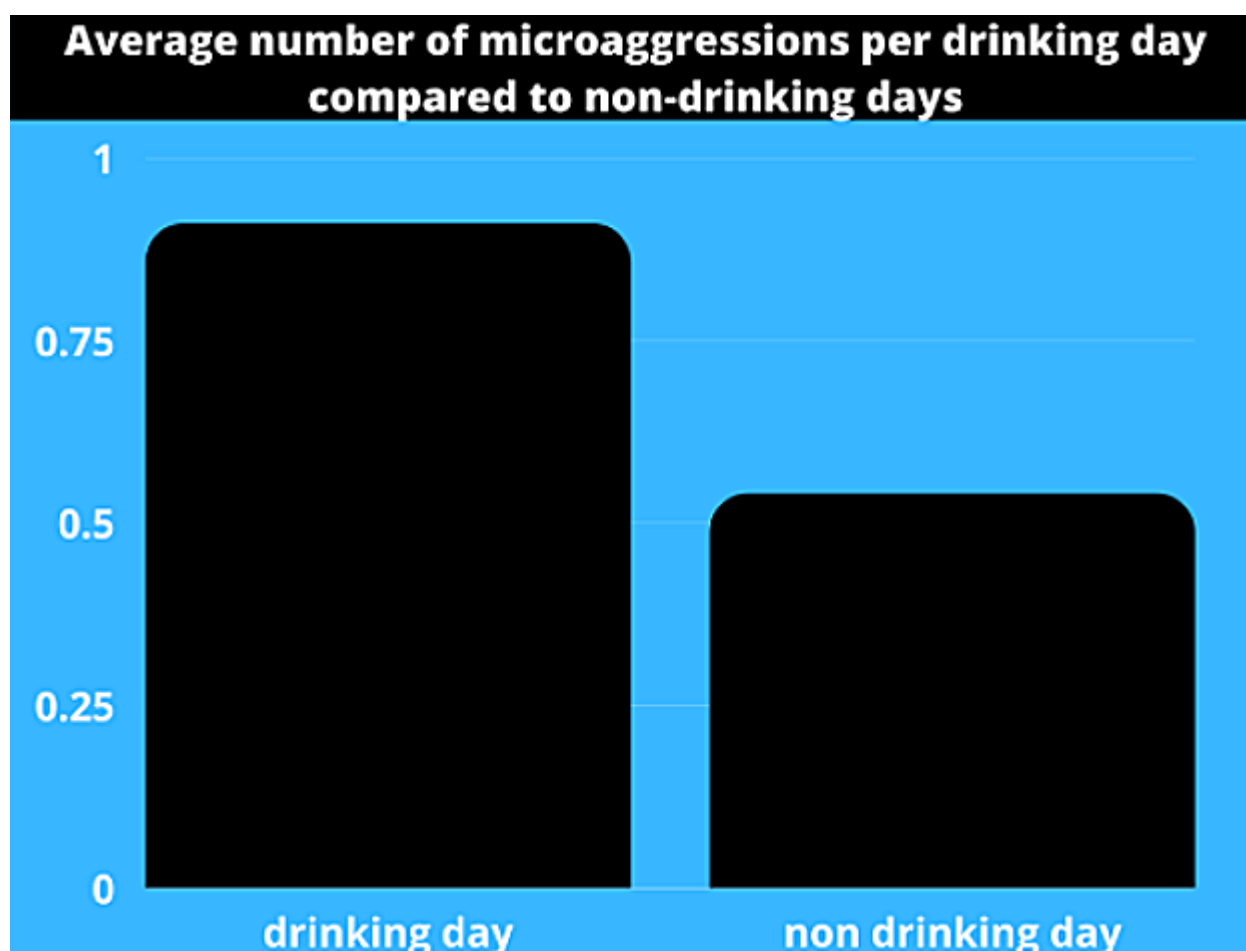 Average number of microaggressions per drinking day
compared to non-drinking days
1
0.75
0.5
0.25
0
drinking day
non drinking day